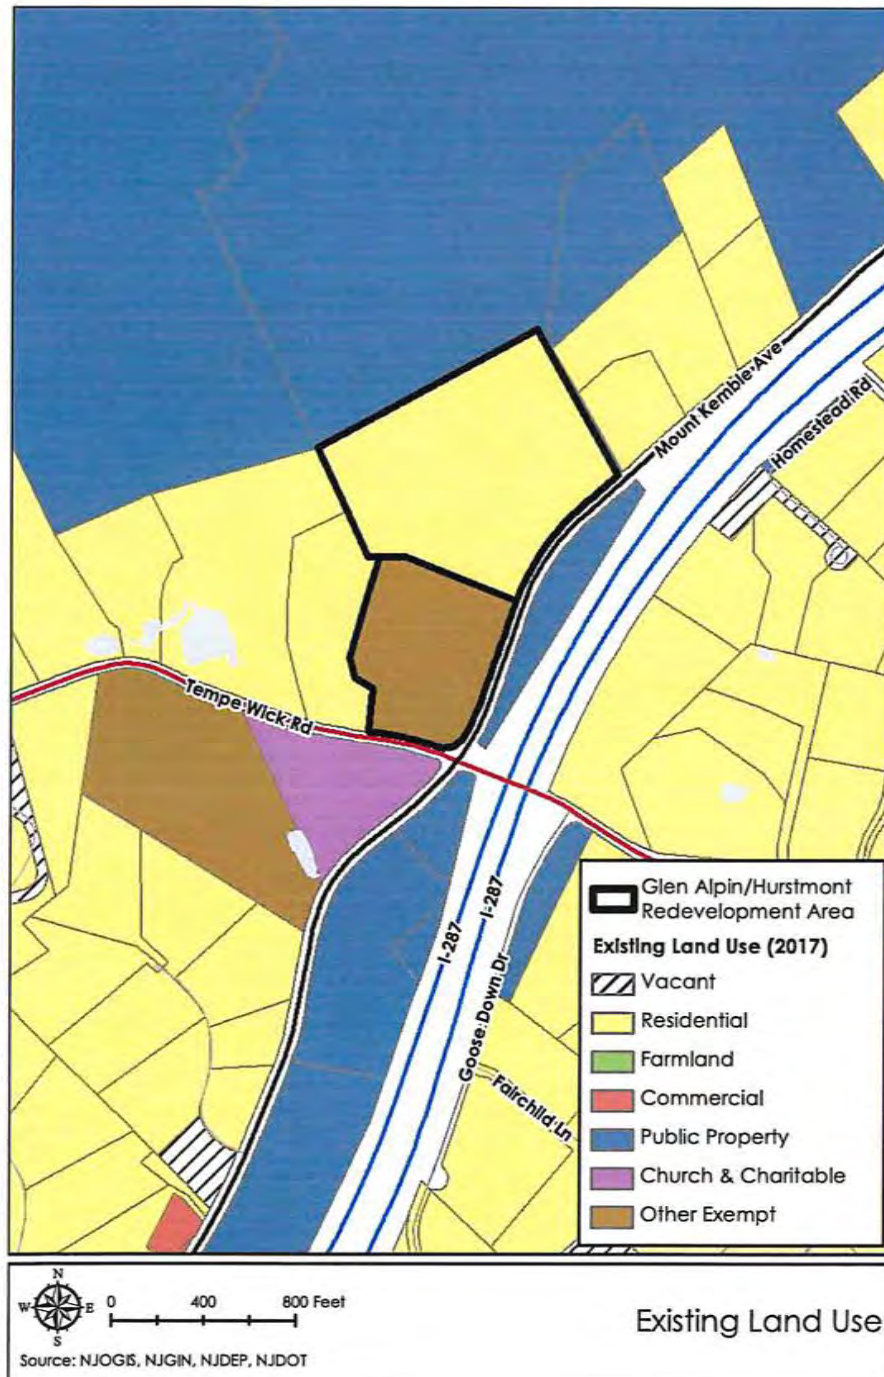 Mount Kemble Ave
Homestead Rd
Tempe Wick Rd
I-287
I-287
Goose Down Dr
Fairchild Ln
Glen Alpin/Hurstmont
Redevelopment Area
Existing Land Use (2017)
Vacant
Residential
Farmland
Commercial
Public Property
Church & Charitable
Other Exempt
N
W E
S
0 400 800 Feet
Existing Land Use
Source: NJOGIS, NJGIN, NJDEP, NJDOT